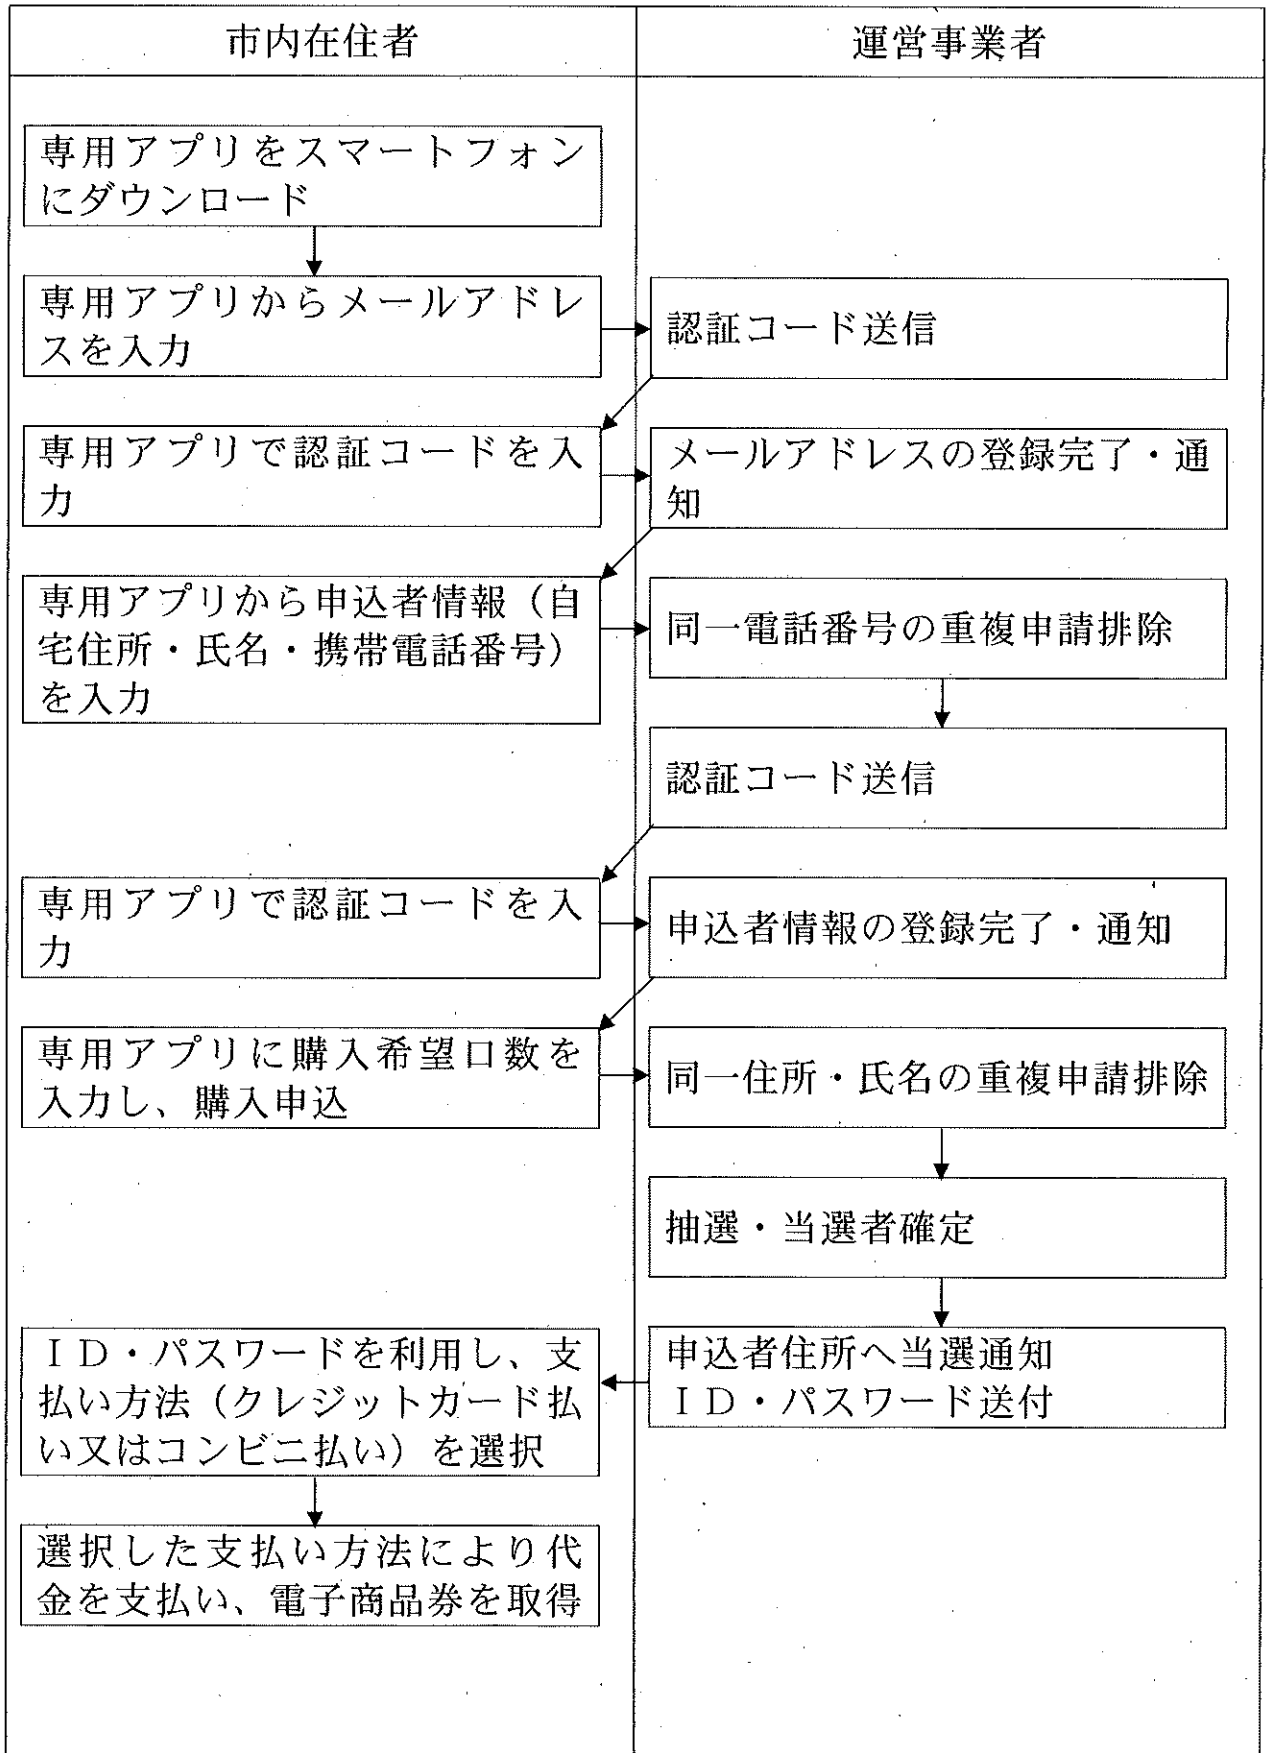 市内在住者
運営事業者
専用アプリをスマートフォン
にダウンロード
専用アプリからメールアドレ
スを入力
認証コード送信
専用アプリで認証コードを入
力
メールアドレスの登録完了・通
知
専用アプリから申込者情報（自
宅住所・氏名・携帯電話番号）
を入力
同一電話番号の重複申請排除
認証コード送信
専用アプリで認証コードを入
力
申込者情報の登録完了・通知
専用アプリに購入希望口数を
入力し、購入申込
同一住所・氏名の重複申請排除
抽選・当選者確定
申込者住所へ当選通知
ＩＤ・パスワード送付
ＩＤ・パスワードを利用し、支
払い方法（クレジットカード払
い又はコンビニ払い）を選択
選択した支払い方法により代
金を支払い、電子商品券を取得